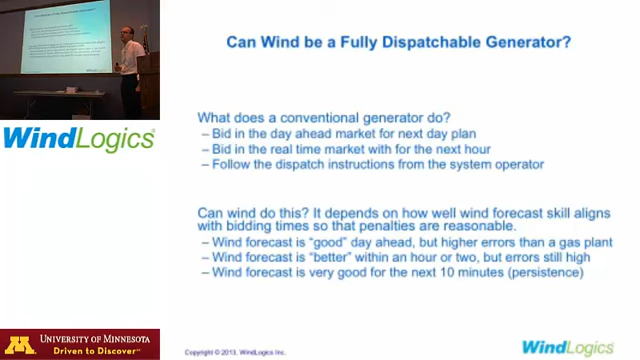 Can Wind be a Fully Dispatchable Generator?
What does a conventional generator do?
– Bid in the day ahead market for next day plan
– Bid in the real time market with for the next hour
– Follow the dispatch instructions from the system operator
Can wind do this? It depends on how well wind forecast skill aligns
with bidding times so that penalties are reasonable.
– Wind forecast is “good” day ahead, but higher errors than a gas plant
– Wind forecast is “better” within an hour or two, but errors still high
– Wind forecast is very good for the next 10 minutes (persistence)
WindLogics®
M
UNIVERSITY OF MINNESOTA
Driven to Discover℠
Copyright © 2013, WindLogics Inc.
WindLogics